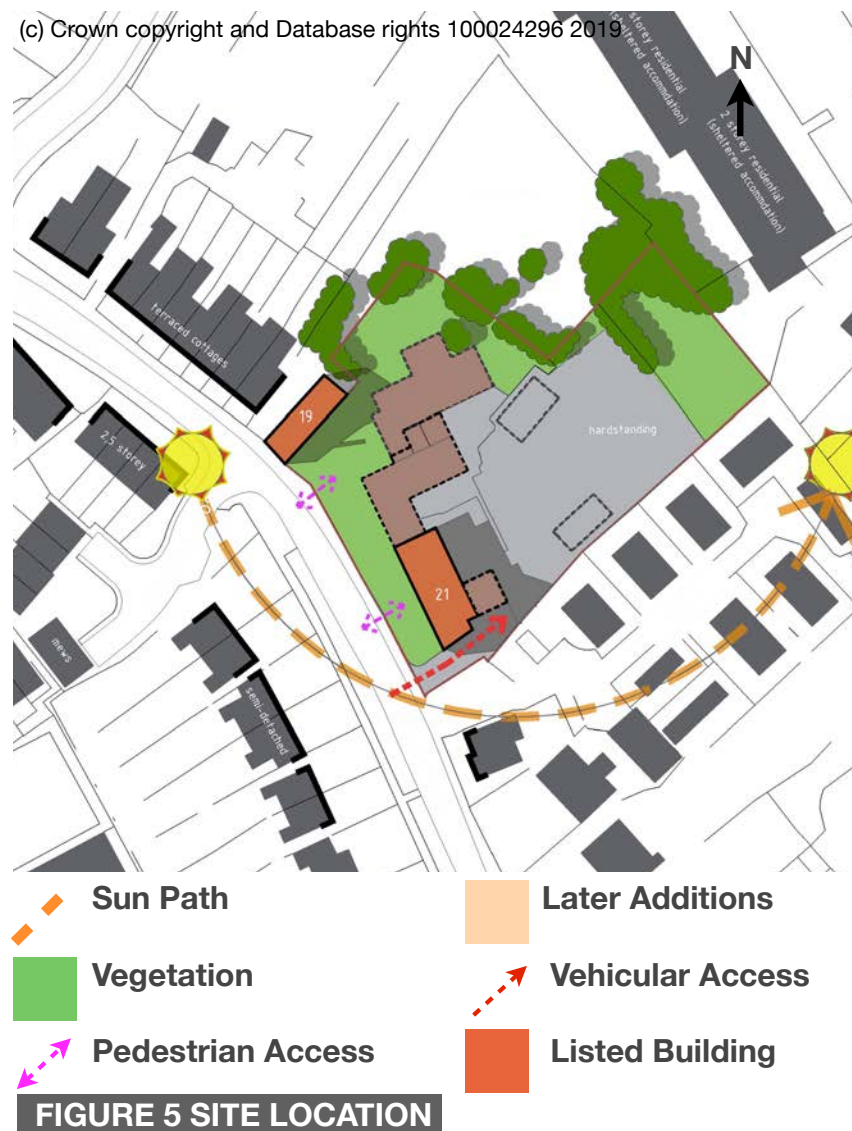 (c) Crown copyright and Database rights 100024296 2019
N
storey residential
(sheltered accommdation)
2 storey residential
(sheltered accommdation)
terraced cottages
19
hardstanding
2,5 storey
21
mews
semi-detached
Sun Path
Later Additions
Vegetation
Vehicular Access
Pedestrian Access
Listed Building
FIGURE 5 SITE LOCATION